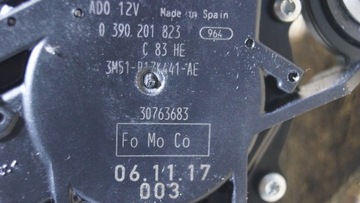 ADO 12V Made in Spain
0 390 201 823 964
C 83 HE
3M51-R17K441-AE
30763683
Fo Mo Co
06.11.17
003